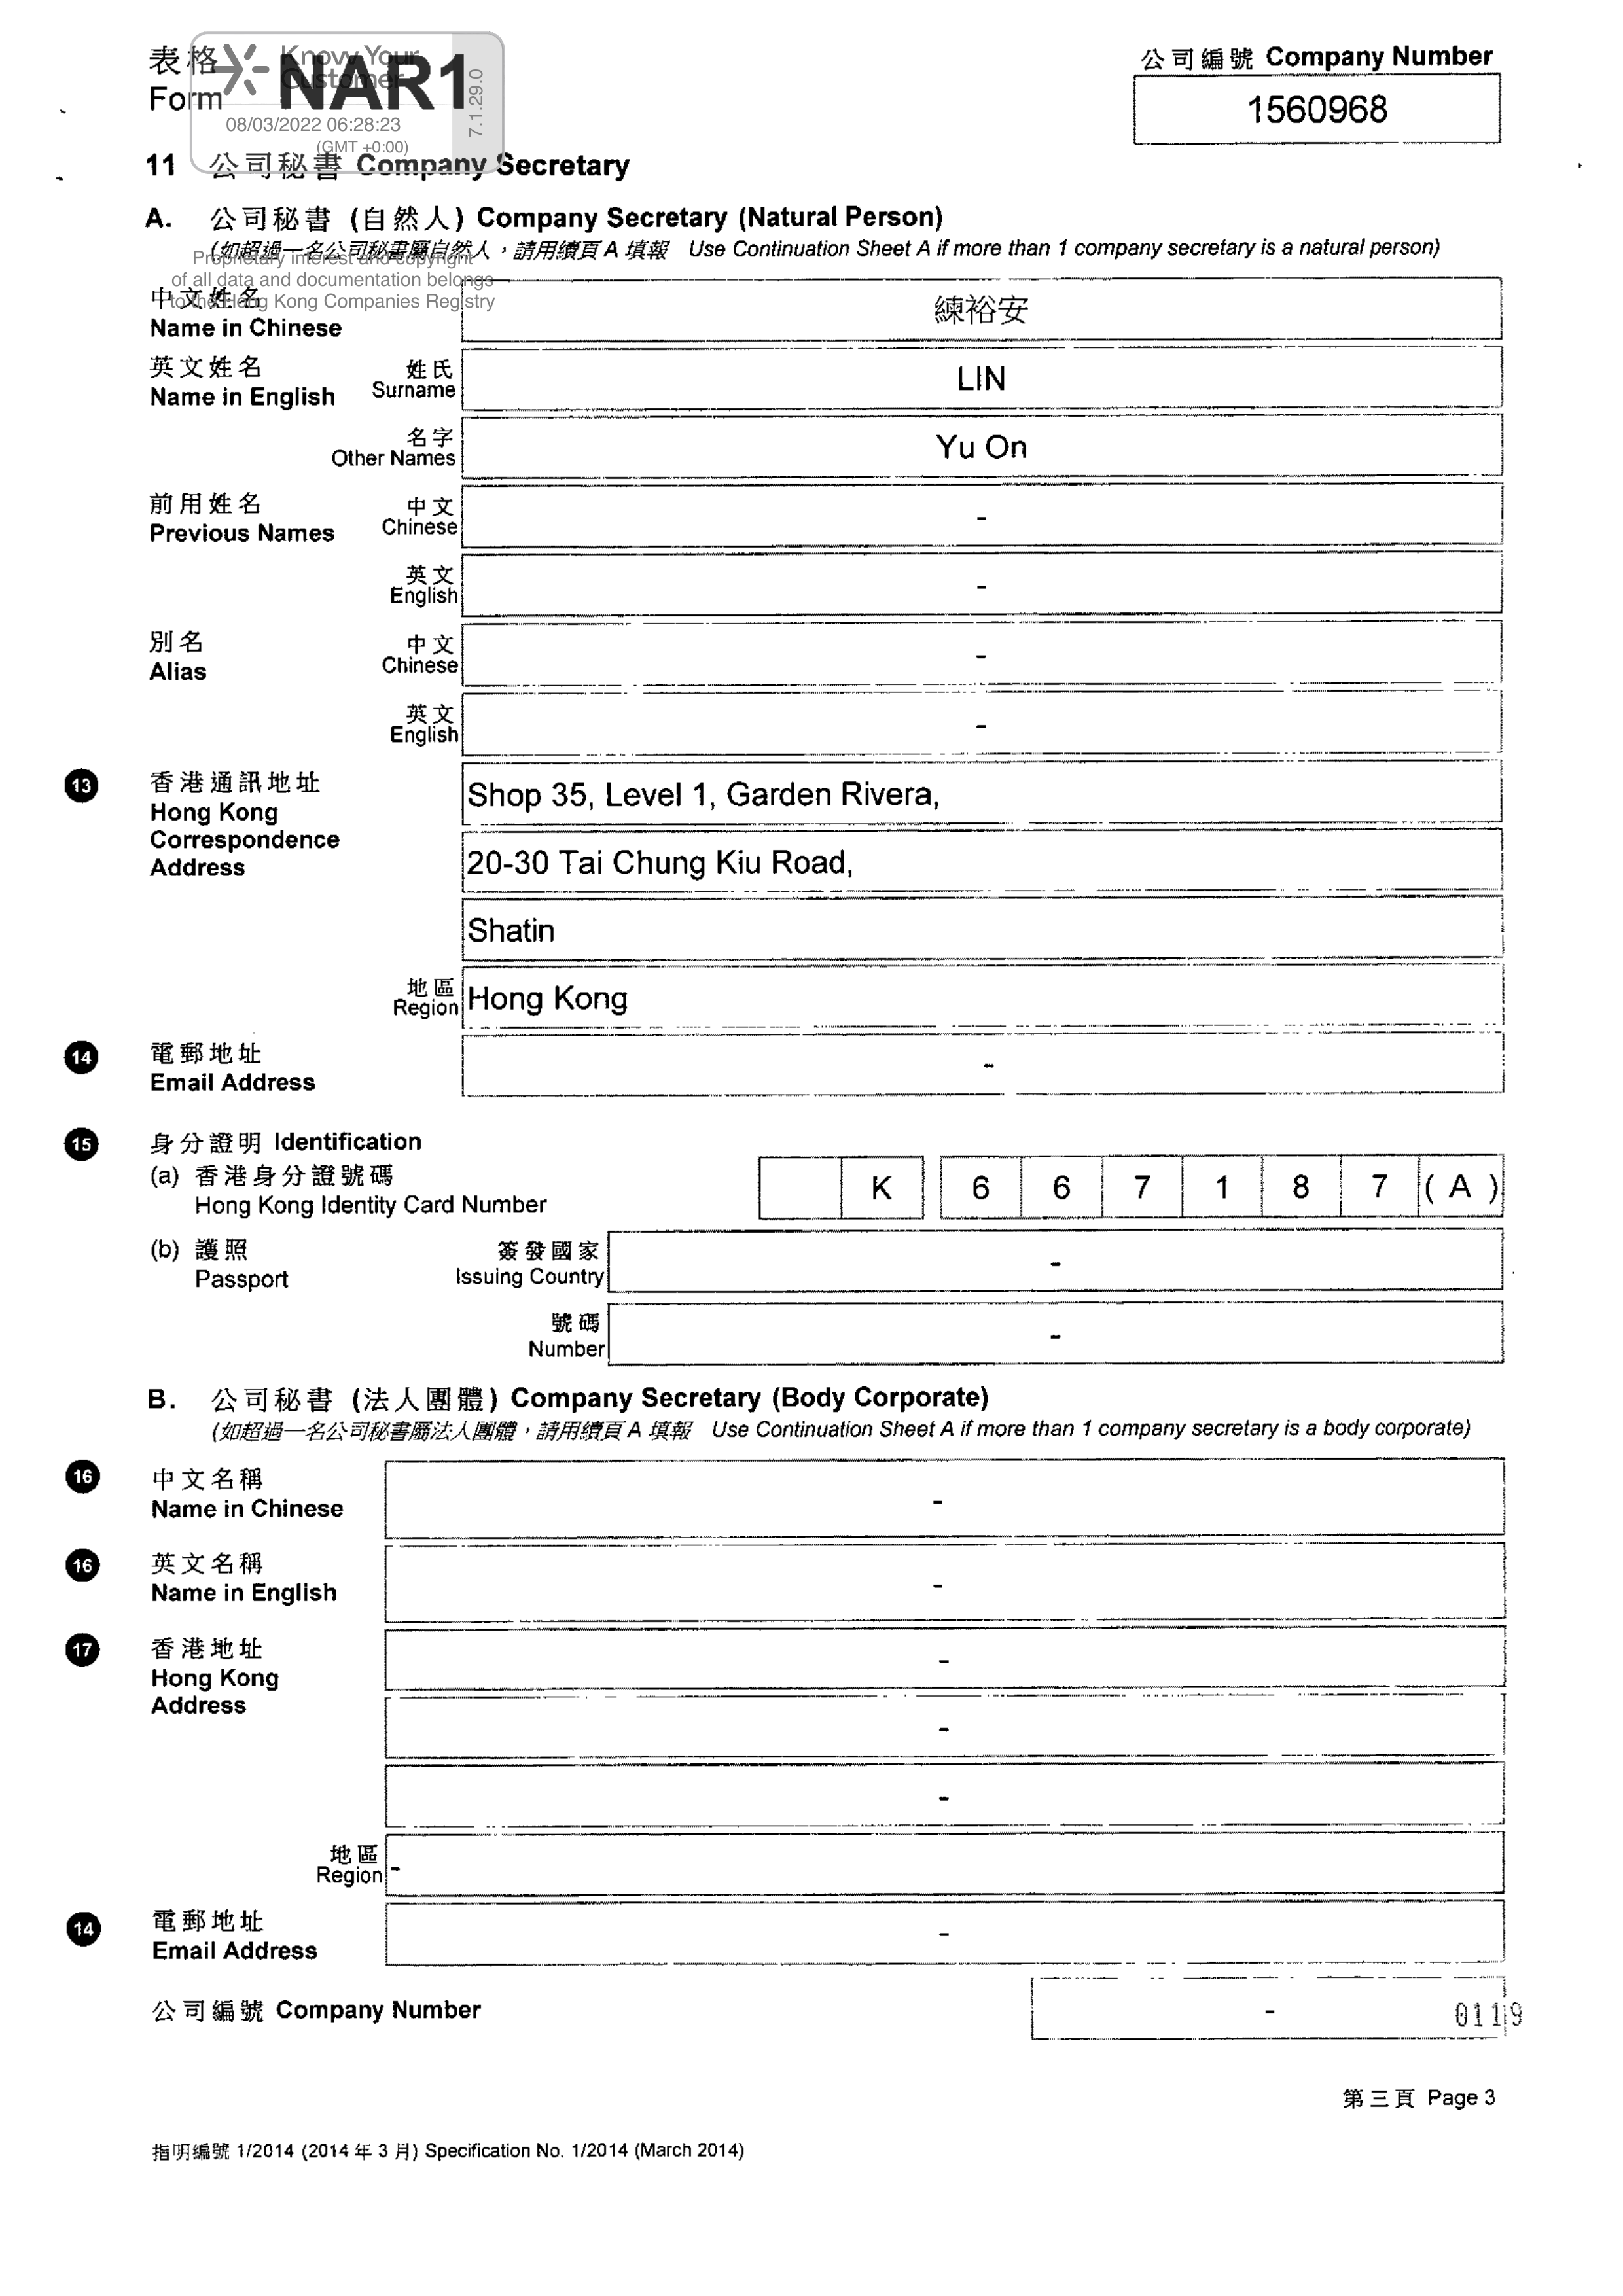 表格
Form NAR1
Know Your
Customer
08/03/2022 06:28:23
(GMT +0:00)
7.1.29.0
公司編號 Company Number
1560968
11 公司秘書 Company Secretary
A. 公司秘書 (自然人) Company Secretary (Natural Person)
(如超過一名公司秘書屬自然人，請用續頁 A 填報 Use Continuation Sheet A if more than 1 company secretary is a natural person)
Proprietary interest and copyright
of all data and documentation belongs
to the Hong Kong Companies Registry
中文姓名
Name in Chinese
練裕安
英文姓名
Name in English
姓氏
Surname
LIN
名字
Other Names
Yu On
前用姓名
Previous Names
中文
Chinese
-
英文
English
-
別名
Alias
中文
Chinese
-
英文
English
-
13 香港通訊地址
Hong Kong
Correspondence
Address
Shop 35, Level 1, Garden Rivera,
20-30 Tai Chung Kiu Road,
Shatin
地區
Region
Hong Kong
14 電郵地址
Email Address
-
15 身分證明 Identification
(a) 香港身分證號碼
Hong Kong Identity Card Number
K 6 6 7 1 8 7 ( A )
(b) 護照
Passport
簽發國家
Issuing Country
-
號碼
Number
-
B. 公司秘書 (法人團體) Company Secretary (Body Corporate)
(如超過一名公司秘書屬法人團體，請用續頁 A 填報 Use Continuation Sheet A if more than 1 company secretary is a body corporate)
16 中文名稱
Name in Chinese
-
16 英文名稱
Name in English
-
17 香港地址
Hong Kong
Address
-
-
-
地區
Region
-
14 電郵地址
Email Address
-
公司編號 Company Number
-
0119
第三頁 Page 3
指明編號 1/2014 (2014 年 3 月) Specification No. 1/2014 (March 2014)